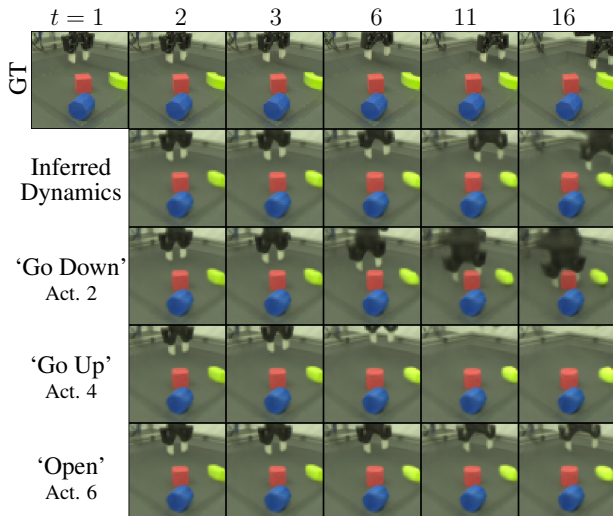 t = 1 2 3 6 11 16
GT
Inferred
Dynamics
‘Go Down’
Act. 2
‘Go Up’
Act. 4
‘Open’
Act. 6